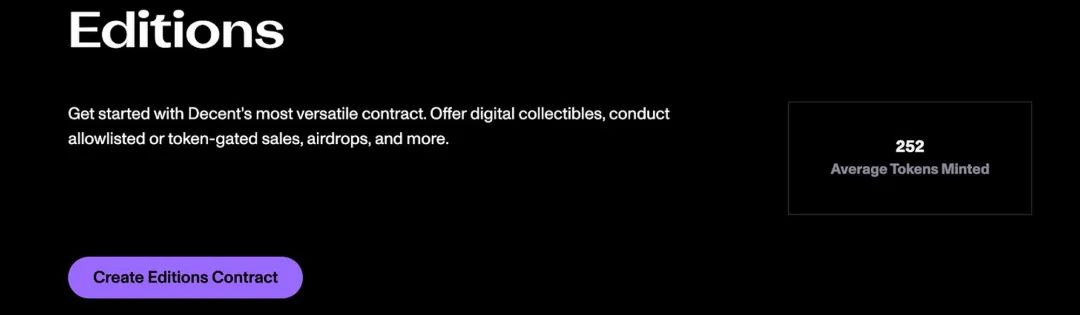 Editions
Get started with Decent's most versatile contract. Offer digital collectibles, conduct
allowlisted or token-gated sales, airdrops, and more.
252
Average Tokens Minted
Create Editions Contract